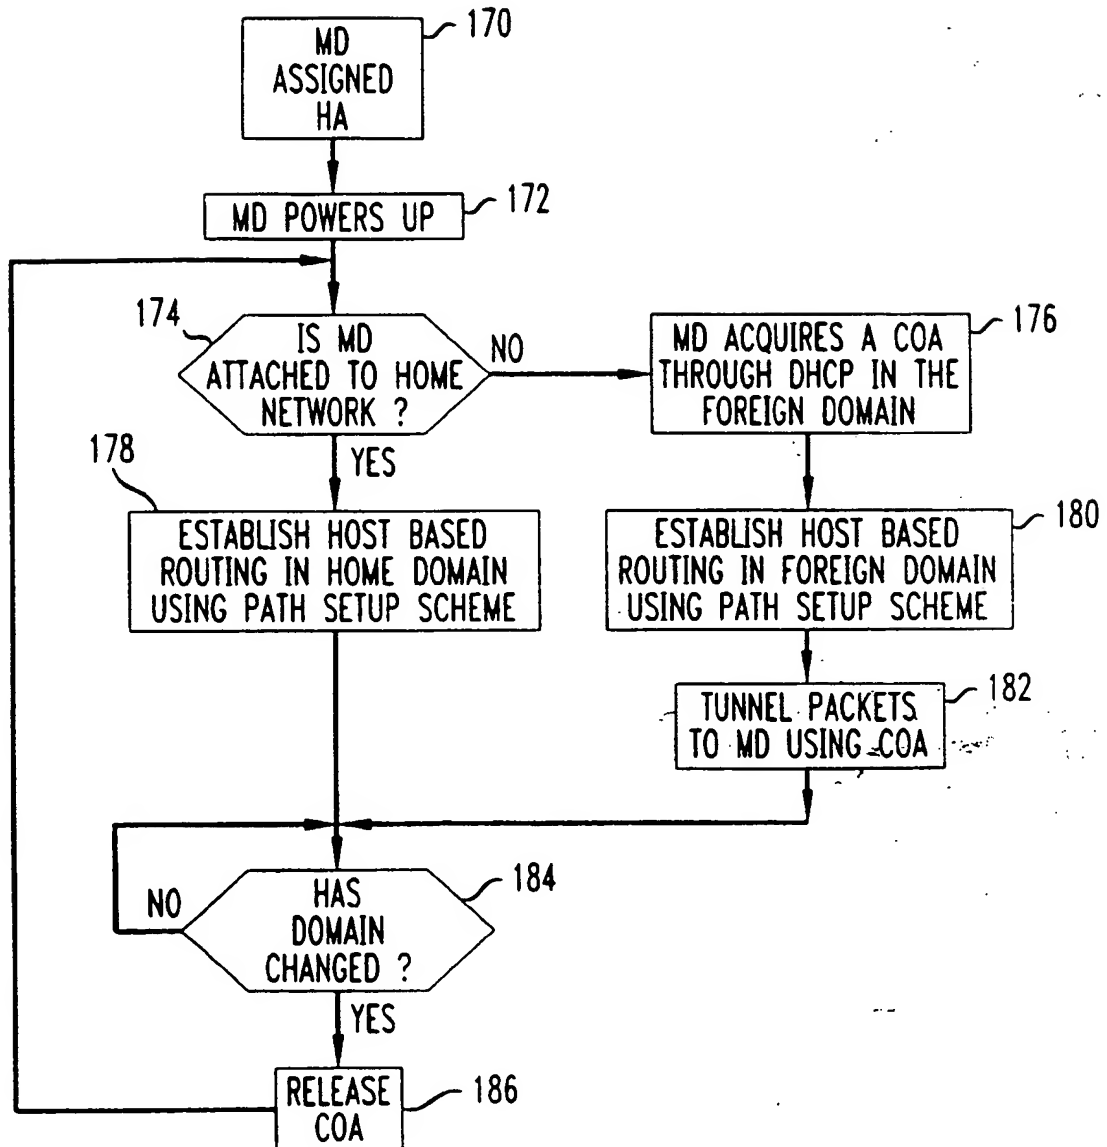 170
MD
ASSIGNED
HA
172
MD POWERS UP
174
IS MD
ATTACHED TO HOME
NETWORK ?
NO
YES
176
MD ACQUIRES A COA
THROUGH DHCP IN THE
FOREIGN DOMAIN
178
ESTABLISH HOST BASED
ROUTING IN HOME DOMAIN
USING PATH SETUP SCHEME
180
ESTABLISH HOST BASED
ROUTING IN FOREIGN DOMAIN
USING PATH SETUP SCHEME
182
TUNNEL PACKETS
TO MD USING COA
184
HAS
DOMAIN
CHANGED ?
NO
YES
186
RELEASE
COA